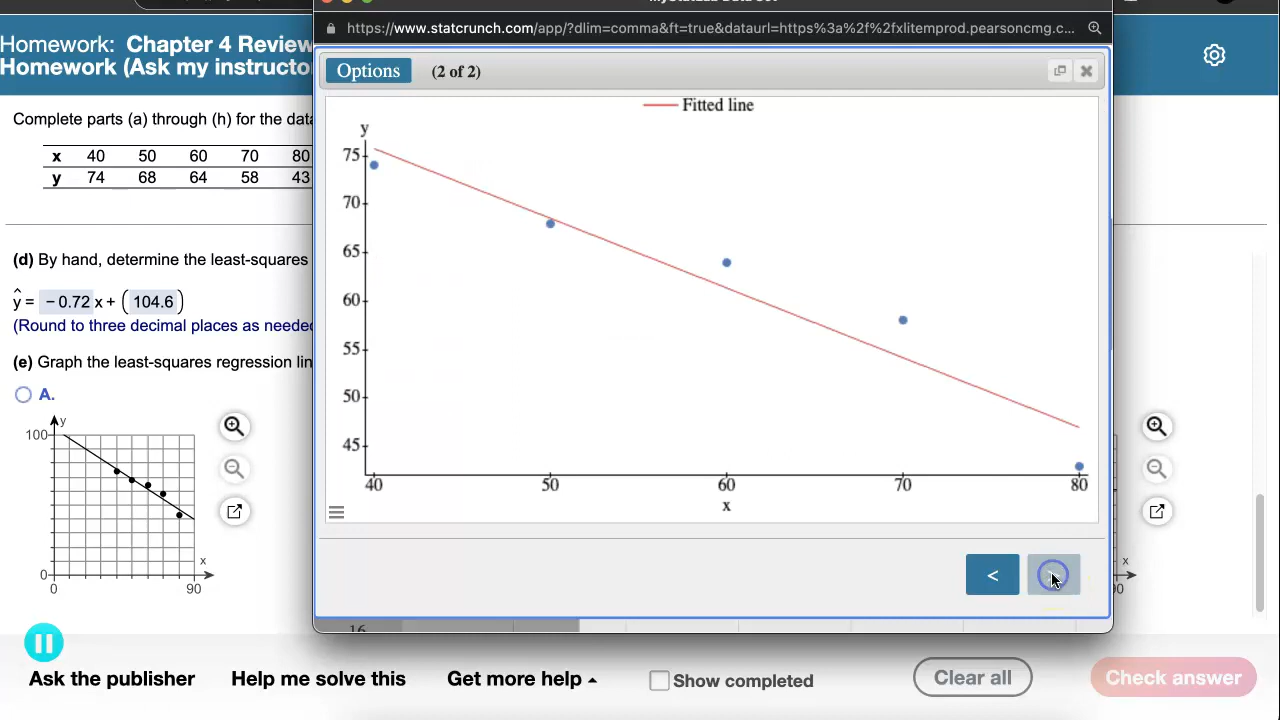 https://www.statcrunch.com/app/?dlim=comma&ft=true&dataurl=https%3a%2f%2fxlitemprod.pearsoncmg.c...
Homework: Chapter 4 Review
Homework (Ask my instructo
Options (2 of 2)
Fitted line
Complete parts (a) through (h) for the data
x 40 50 60 70 80
y 74 68 64 58 43
y
75
70
65
60
55
50
45
40 50 60 70 80
x
(d) By hand, determine the least-squares
ŷ = − 0.72 x + ( 104.6 )
(Round to three decimal places as needed
(e) Graph the least-squares regression lin
A.
y
100
x
0
0 90
x
<
16
Ask the publisher Help me solve this Get more help Show completed Clear all Check answer